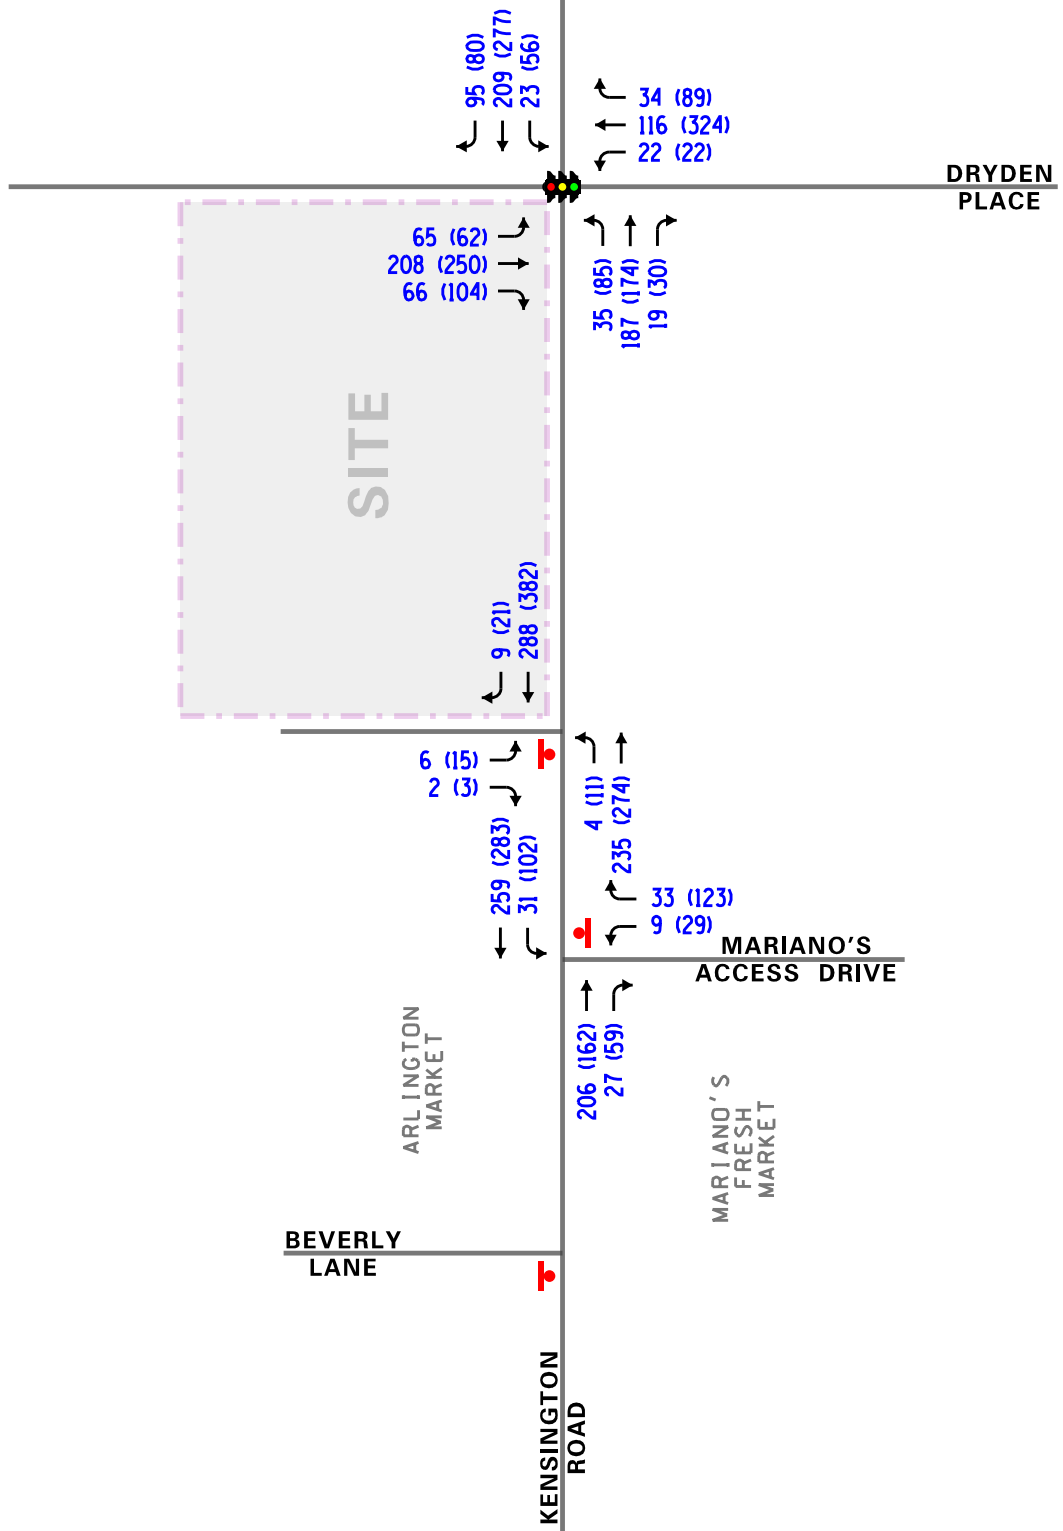 95 (80)
209 (277)
23 (56)
34 (89)
116 (324)
22 (22)
DRYDEN
PLACE
65 (62)
208 (250)
66 (104)
35 (85)
187 (174)
19 (30)
SITE
9 (21)
288 (382)
6 (15)
2 (3)
4 (11)
235 (274)
259 (283)
31 (102)
33 (123)
9 (29)
MARIANO'S
ACCESS DRIVE
206 (162)
27 (59)
ARLINGTON
MARKET
MARIANO'S
FRESH
MARKET
BEVERLY
LANE
KENSINGTON
ROAD